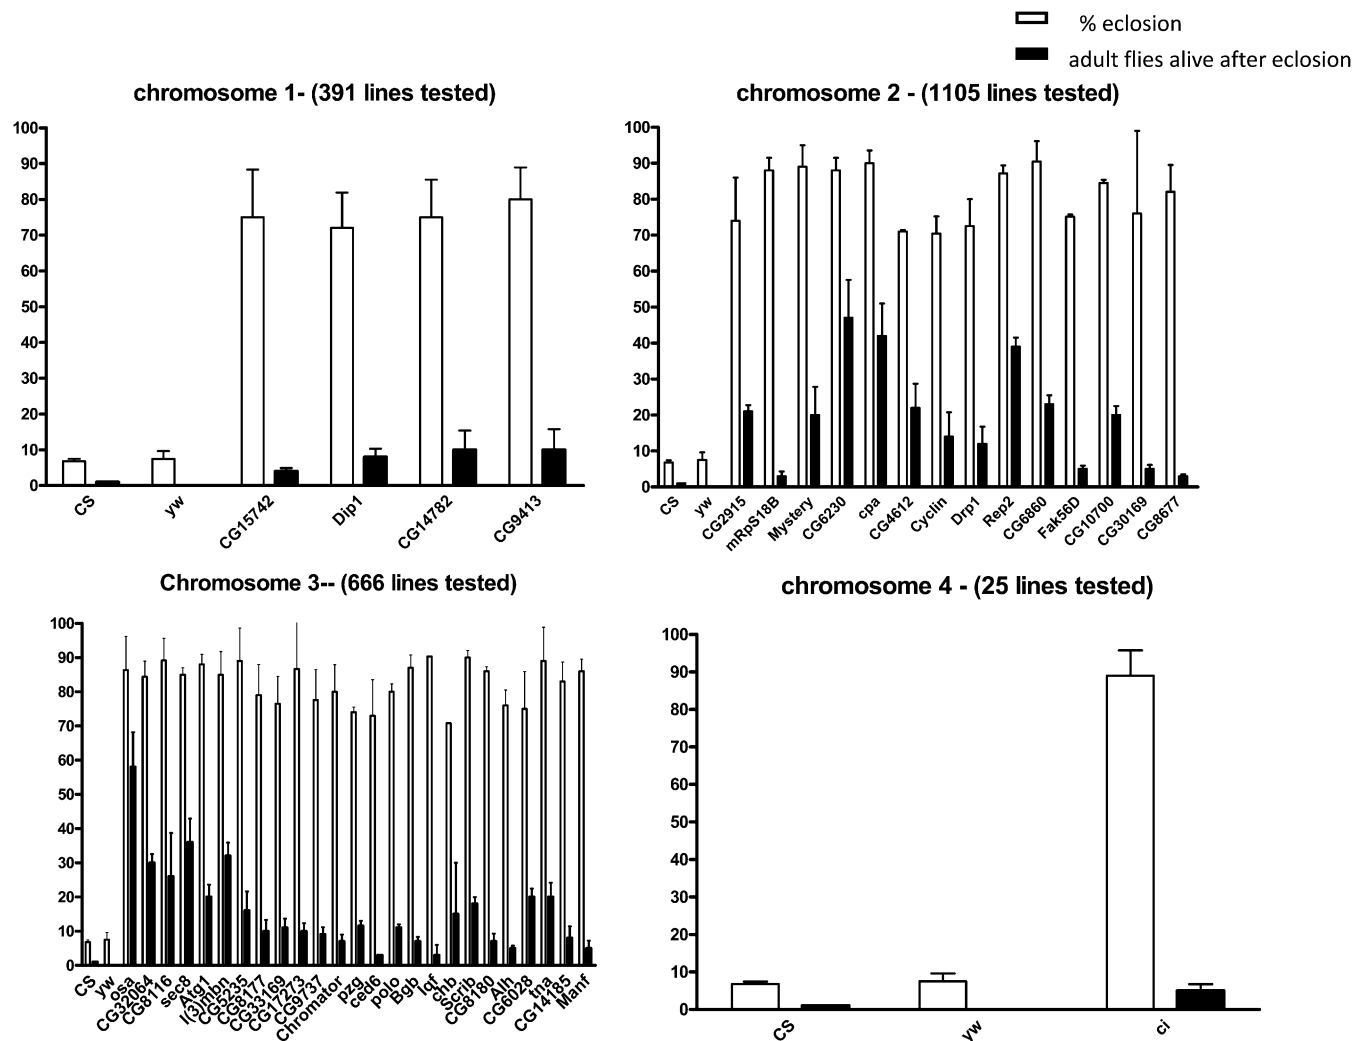 % eclosion
adult flies alive after eclosion
chromosome 1- (391 lines tested)
100
90
80
70
60
50
40
30
20
10
0
CS
yw
CG15742
Dip1
CG14782
CG9413
chromosome 2 - (1105 lines tested)
100
90
80
70
60
50
40
30
20
10
0
CS
yw
CG2915
mRpS18B
Mystery
CG6230
cpa
CG4612
Cyclin
Drp1
Rep2
CG6860
Fak56D
CG10700
CG30169
CG8677
Chromosome 3-- (666 lines tested)
100
90
80
70
60
50
40
30
20
10
0
CS
yw
osa
CG32064
CG8116
sec8
Atg1
l(3)mbn
CG5235
CG8177
CG33169
CG17273
CG9737
Chromator
pzg
ced6
polo
Bgb
lqf
chb
Scrib
CG8180
Alh
CG6028
tna
CG14185
Manf
chromosome 4 - (25 lines tested)
100
90
80
70
60
50
40
30
20
10
0
CS
yw
ci